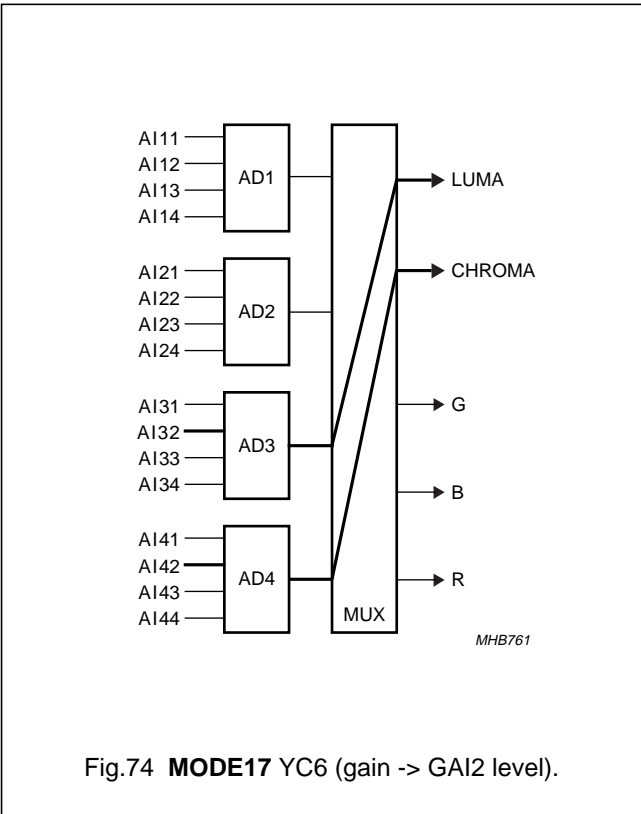 AI11
AI12
AI13
AI14
AD1
LUMA
AI21
AI22
AI23
AI24
AD2
CHROMA
AI31
AI32
AI33
AI34
AD3
G
B
AI41
AI42
AI43
AI44
AD4
R
MUX
MHB761
Fig.74 MODE17 YC6 (gain -> GAI2 level).